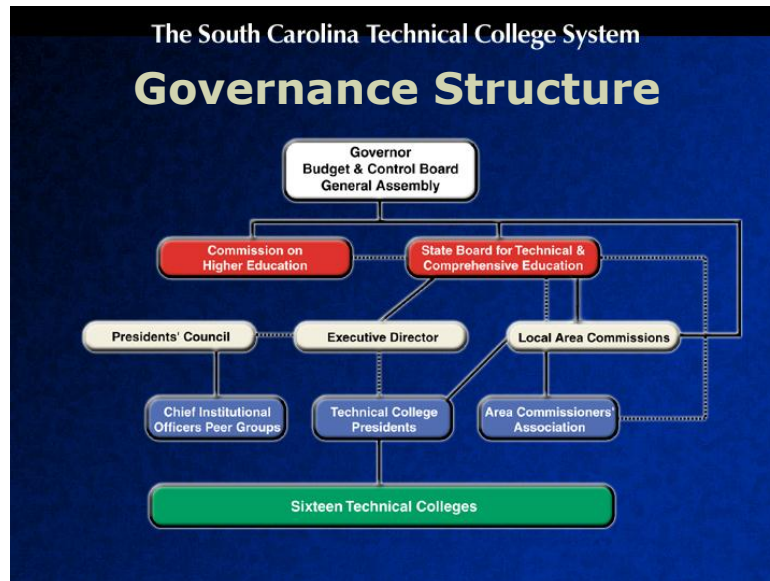 The South Carolina Technical College System
Governance Structure
Governor
Budget & Control Board
General Assembly
Commission on
Higher Education
State Board for Technical &
Comprehensive Education
Presidents' Council
Executive Director
Local Area Commissions
Chief Institutional
Officers Peer Groups
Technical College
Presidents
Area Commissioners'
Association
Sixteen Technical Colleges